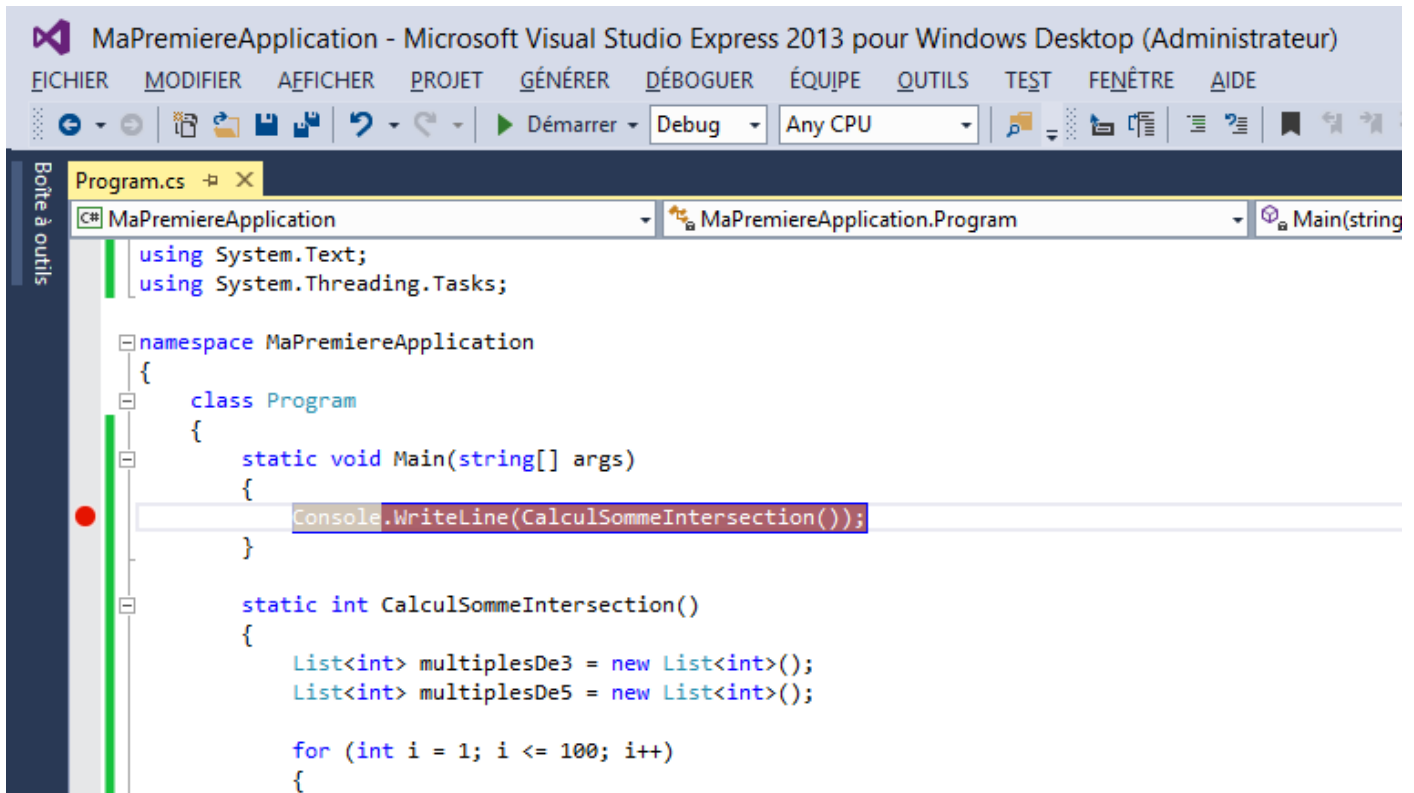 MaPremiereApplication - Microsoft Visual Studio Express 2013 pour Windows Desktop (Administrateur)
FICHIER MODIFIER AFFICHER PROJET GÉNÉRER DÉBOGUER ÉQUIPE OUTILS TEST FENÊTRE AIDE
Démarrer Debug Any CPU
Boîte à outils
Program.cs
C# MaPremiereApplication MaPremiereApplication.Program Main(string
using System.Text;
using System.Threading.Tasks;
namespace MaPremiereApplication
{
class Program
{
static void Main(string[] args)
{
Console.WriteLine(CalculSommeIntersection());
}
static int CalculSommeIntersection()
{
List<int> multiplesDe3 = new List<int>();
List<int> multiplesDe5 = new List<int>();
for (int i = 1; i <= 100; i++)
{